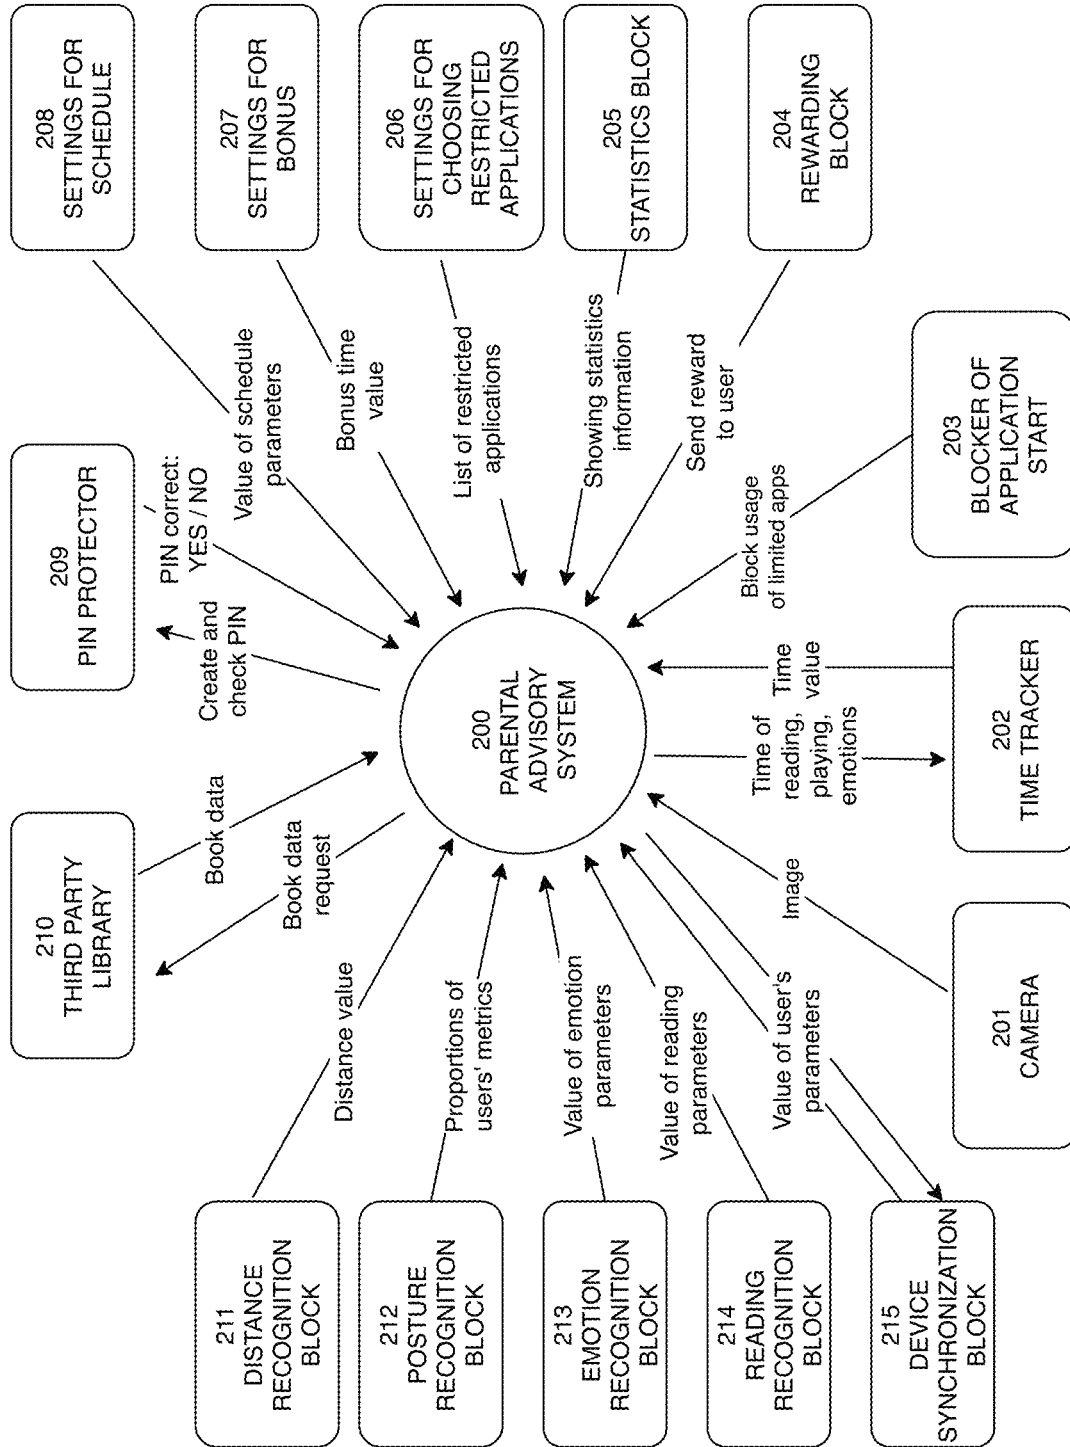 211
DISTANCE
RECOGNITION
BLOCK
212
POSTURE
RECOGNITION
BLOCK
213
EMOTION
RECOGNITION
BLOCK
214
READING
RECOGNITION
BLOCK
215
DEVICE
SYNCHRONIZATION
BLOCK
Distance value
Proportions of
users' metrics
Value of emotion
parameters
Value of reading
parameters
Value of user's
parameters
210
THIRD PARTY
LIBRARY
Book data
Book data
request
201
CAMERA
Image
200
PARENTAL
ADVISORY
SYSTEM
209
PIN PROTECTOR
Create and
check PIN
PIN correct:
YES / NO
202
TIME TRACKER
Time of
reading,
playing,
emotions
Time
value
203
BLOCKER OF
APPLICATION
START
Block usage
of limited apps
Value of schedule
parameters
Bonus time
value
List of restricted
applications
Showing statistics
information
Send reward
to user
208
SETTINGS FOR
SCHEDULE
207
SETTINGS FOR
BONUS
206
SETTINGS FOR
CHOOSING
RESTRICTED
APPLICATIONS
205
STATISTICS BLOCK
204
REWARDING
BLOCK